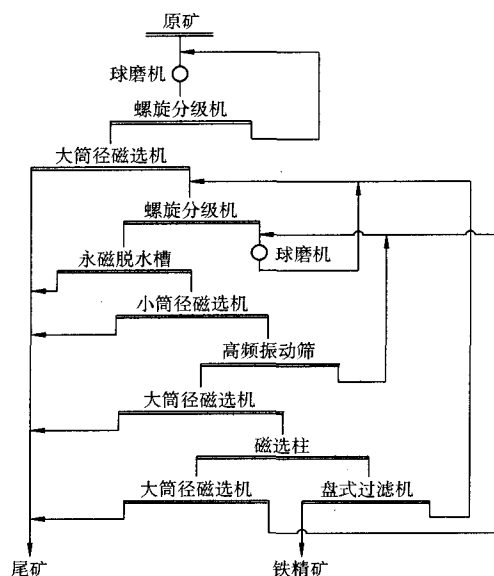 原矿
球磨机
螺旋分级机
大筒径磁选机
螺旋分级机
永磁脱水槽
球磨机
小筒径磁选机
高频振动筛
大筒径磁选机
磁选柱
大筒径磁选机
盘式过滤机
尾矿
铁精矿